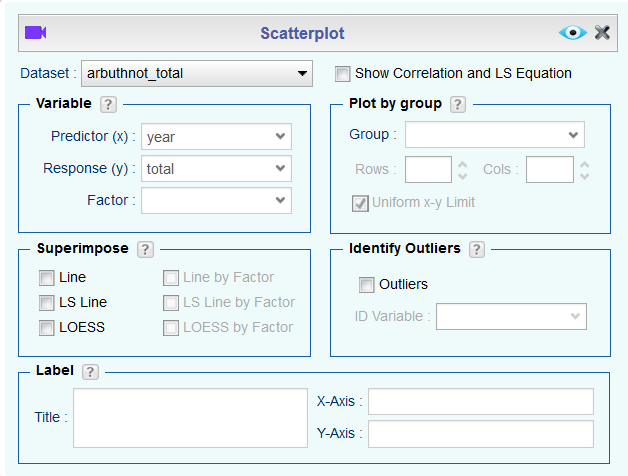 Scatterplot
Dataset : arbuthnot_total
Show Correlation and LS Equation
Variable ?
Predictor (x) : year
Response (y) : total
Factor :
Plot by group ?
Group :
Rows : Cols :
Uniform x-y Limit
Superimpose ?
Line Line by Factor
LS Line LS Line by Factor
LOESS LOESS by Factor
Identify Outliers ?
Outliers
ID Variable :
Label ?
Title :
X-Axis :
Y-Axis :